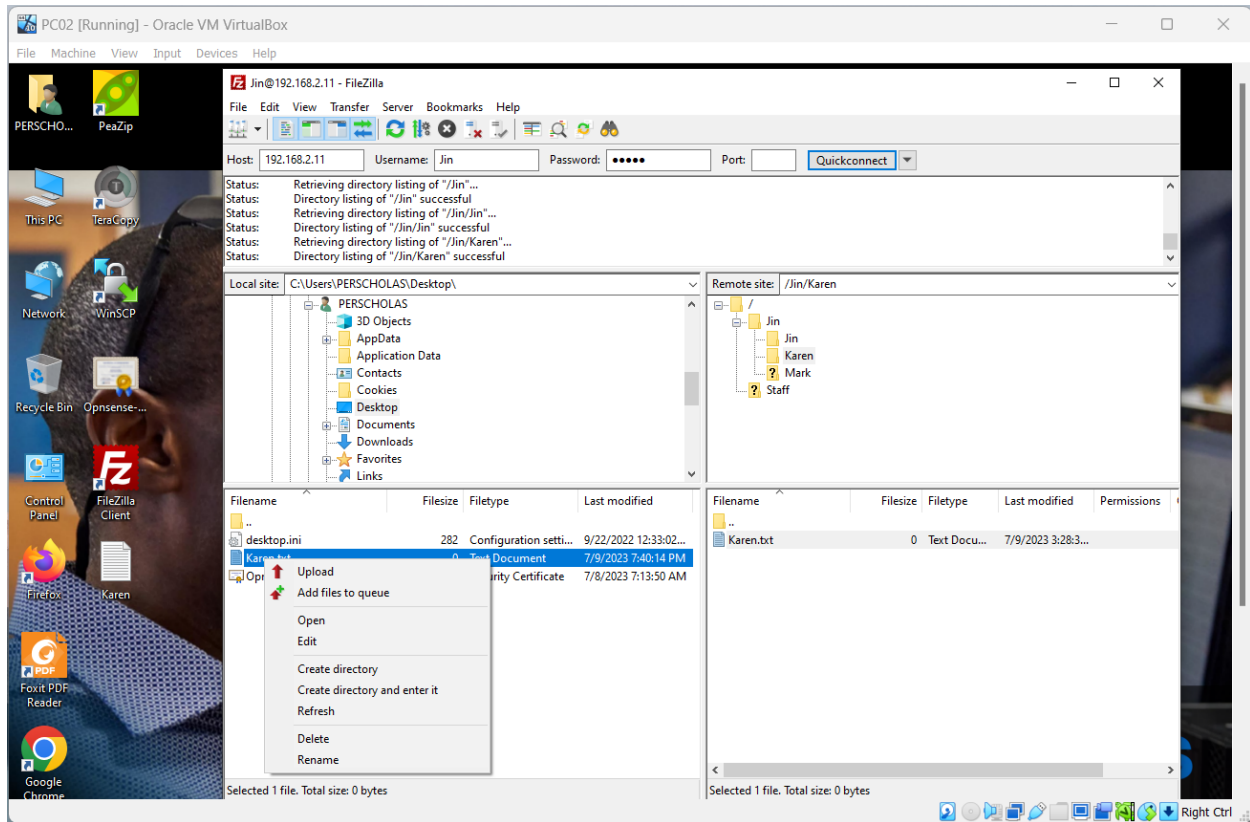 PC02 [Running] - Oracle VM VirtualBox
File Machine View Input Devices Help
PERSCHO...
PeaZip
This PC
TeraCopy
Network
WinSCP
Recycle Bin
Opnsense-...
Control Panel
FileZilla Client
Firefox
Karen
Foxit PDF Reader
Google Chrome
Jin@192.168.2.11 - FileZilla
File Edit View Transfer Server Bookmarks Help
Host: 192.168.2.11 Username: Jin Password: ••••• Port: Quickconnect
Status: Retrieving directory listing of "/Jin"...
Status: Directory listing of "/Jin" successful
Status: Retrieving directory listing of "/Jin/Jin"...
Status: Directory listing of "/Jin/Jin" successful
Status: Retrieving directory listing of "/Jin/Karen"...
Status: Directory listing of "/Jin/Karen" successful
Local site: C:\Users\PERSCHOLAS\Desktop\
PERSCHOLAS
3D Objects
AppData
Application Data
Contacts
Cookies
Desktop
Documents
Downloads
Favorites
Links
Remote site: /Jin/Karen
/
Jin
Jin
Karen
? Mark
? Staff
Filename Filesize Filetype Last modified
..
desktop.ini 282 Configuration setti... 9/22/2022 12:33:02...
Karen.txt 0 Text Document 7/9/2023 7:40:14 PM
Opn urity Certificate 7/8/2023 7:13:50 AM
Upload
Add files to queue
Open
Edit
Create directory
Create directory and enter it
Refresh
Delete
Rename
Selected 1 file. Total size: 0 bytes
Filename Filesize Filetype Last modified Permissions
..
Karen.txt 0 Text Docu... 7/9/2023 3:28:3...
Selected 1 file. Total size: 0 bytes
Right Ctrl